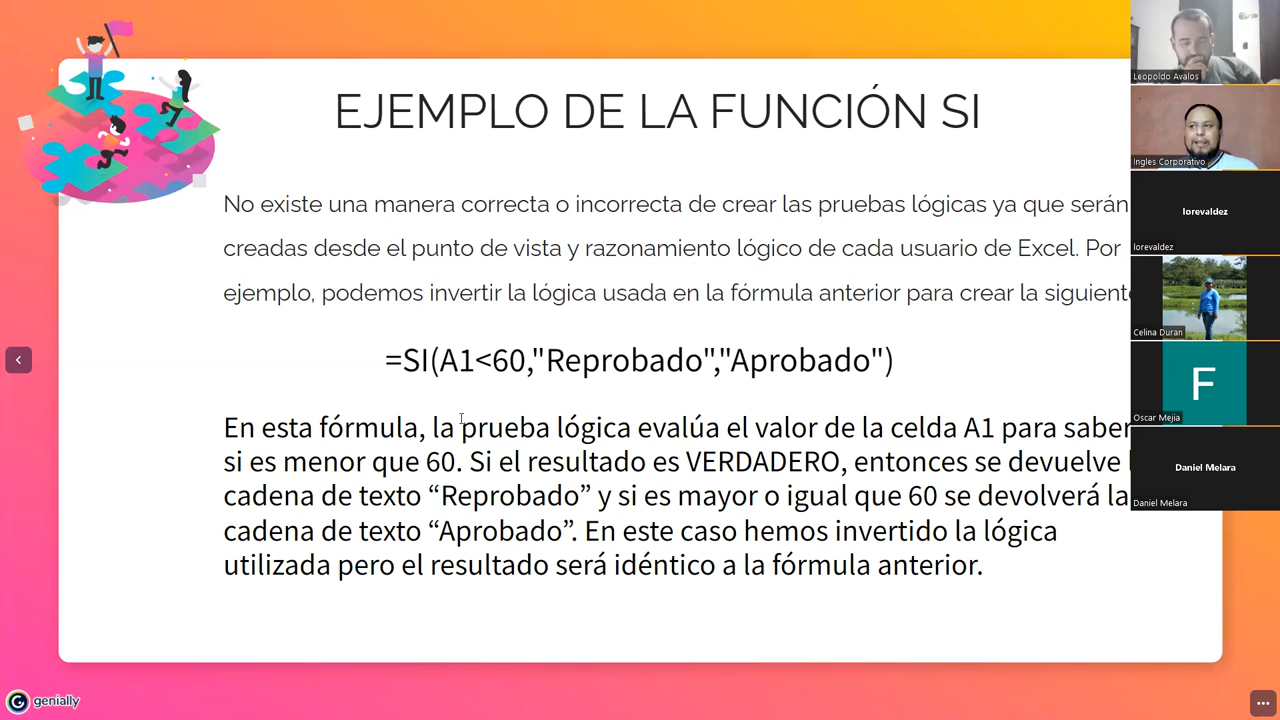 EJEMPLO DE LA FUNCIÓN SI
No existe una manera correcta o incorrecta de crear las pruebas lógicas ya que serán
creadas desde el punto de vista y razonamiento lógico de cada usuario de Excel. Por
ejemplo, podemos invertir la lógica usada en la fórmula anterior para crear la siguiente
=SI(A1<60,"Reprobado","Aprobado")
En esta fórmula, la prueba lógica evalúa el valor de la celda A1 para saber
si es menor que 60. Si el resultado es VERDADERO, entonces se devuelve
cadena de texto “Reprobado” y si es mayor o igual que 60 se devolverá la
cadena de texto “Aprobado”. En este caso hemos invertido la lógica
utilizada pero el resultado será idéntico a la fórmula anterior.
genially
Leopoldo Avalos
Ingles Corporativo
lorevaldez
lorevaldez
Celina Duran
F
Oscar Mejia
Daniel Melara
Daniel Melara